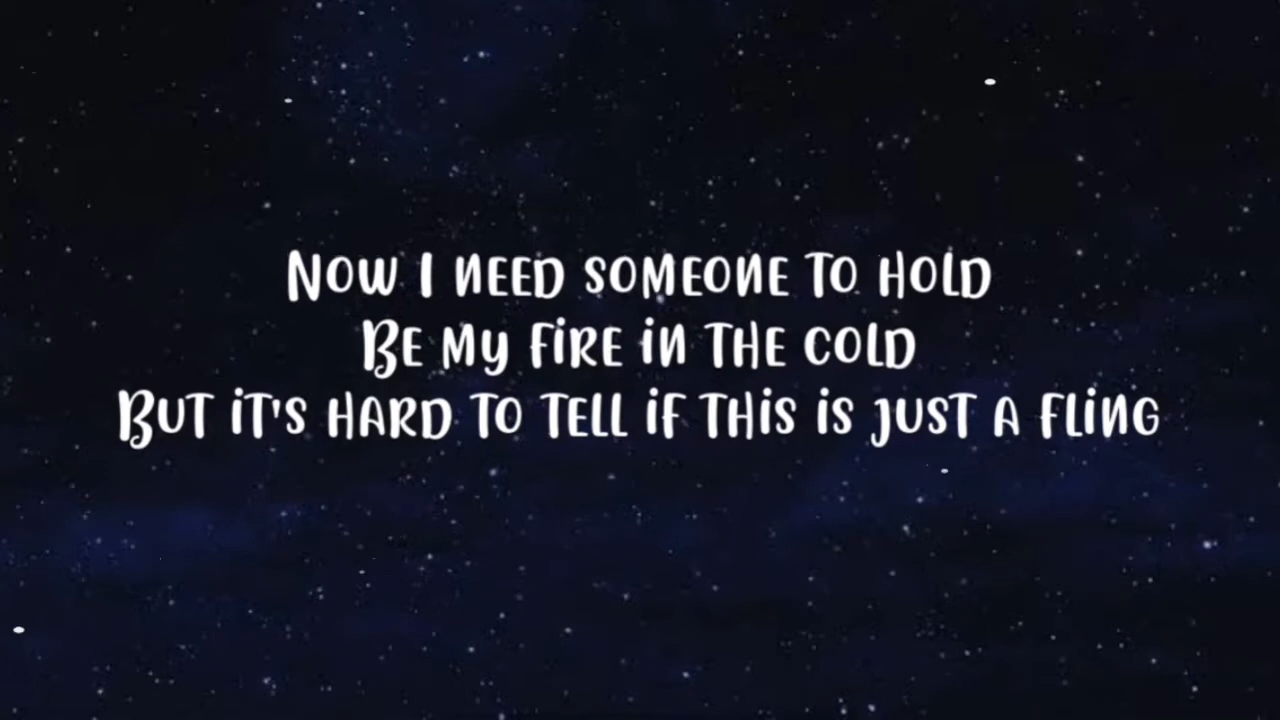 Now I need someone to hold
Be my fire in the cold
But it's hard to tell if this is just a fling